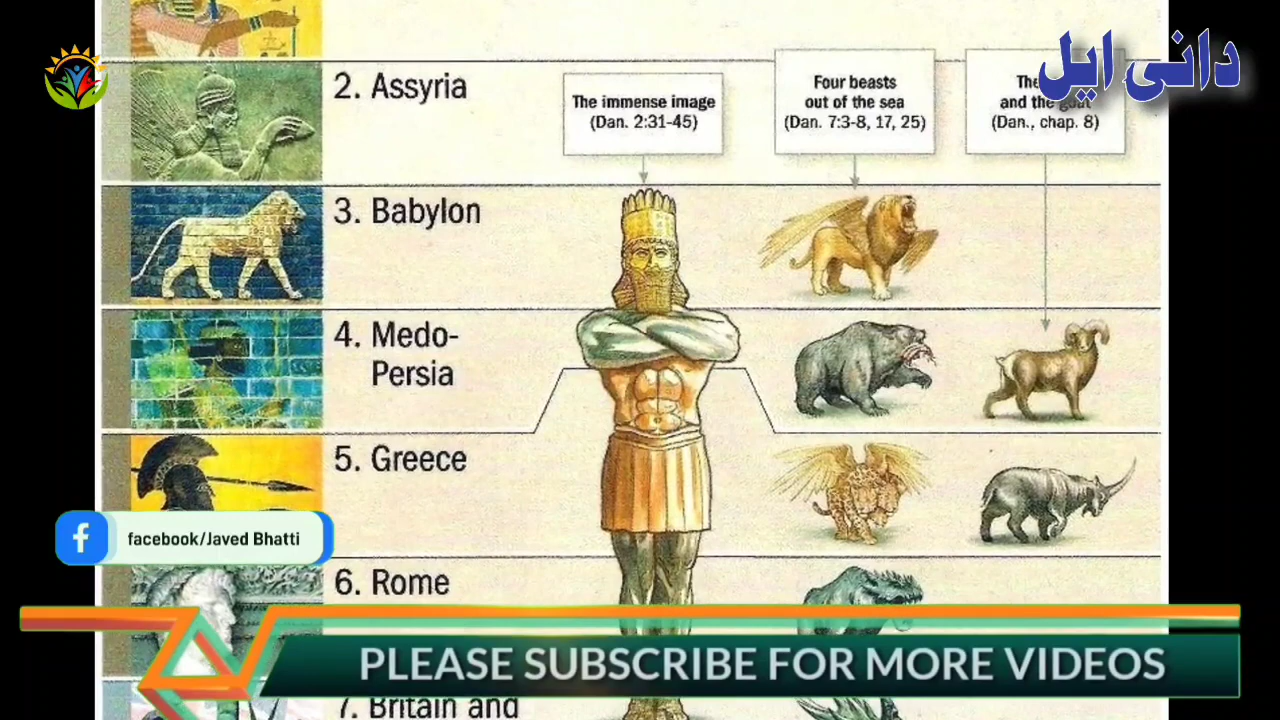 دانی ایل
2. Assyria
The immense image
(Dan. 2:31-45)
Four beasts
out of the sea
(Dan. 7:3-8, 17, 25)
The
and the goat
(Dan., chap. 8)
3. Babylon
4. Medo-
Persia
5. Greece
facebook/Javed Bhatti
6. Rome
PLEASE SUBSCRIBE FOR MORE VIDEOS
7. Britain and